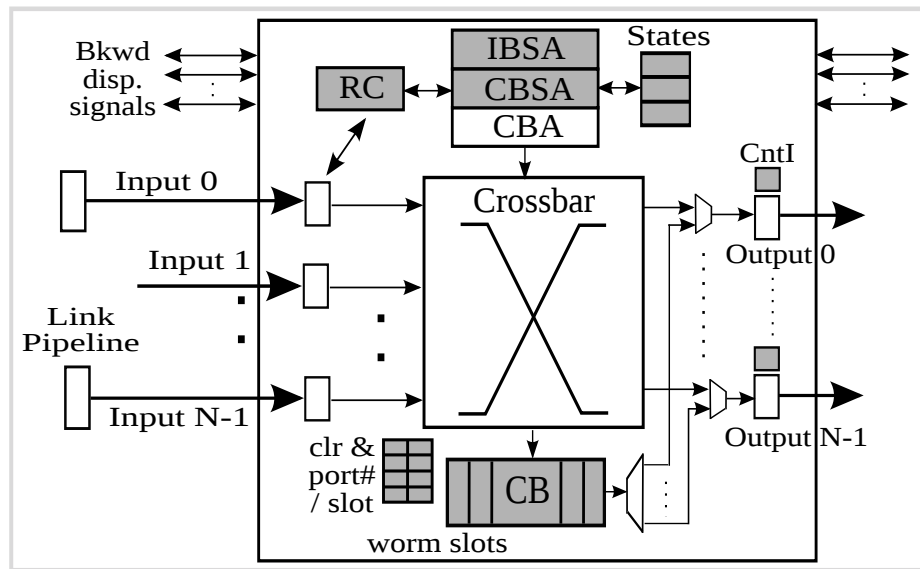 Bkwd
disp.
signals
RC
IBSA
CBSA
CBA
States
CntI
Input 0
Crossbar
Output 0
Input 1
Link
Pipeline
Input N-1
Output N-1
clr &
port#
/ slot
CB
worm slots